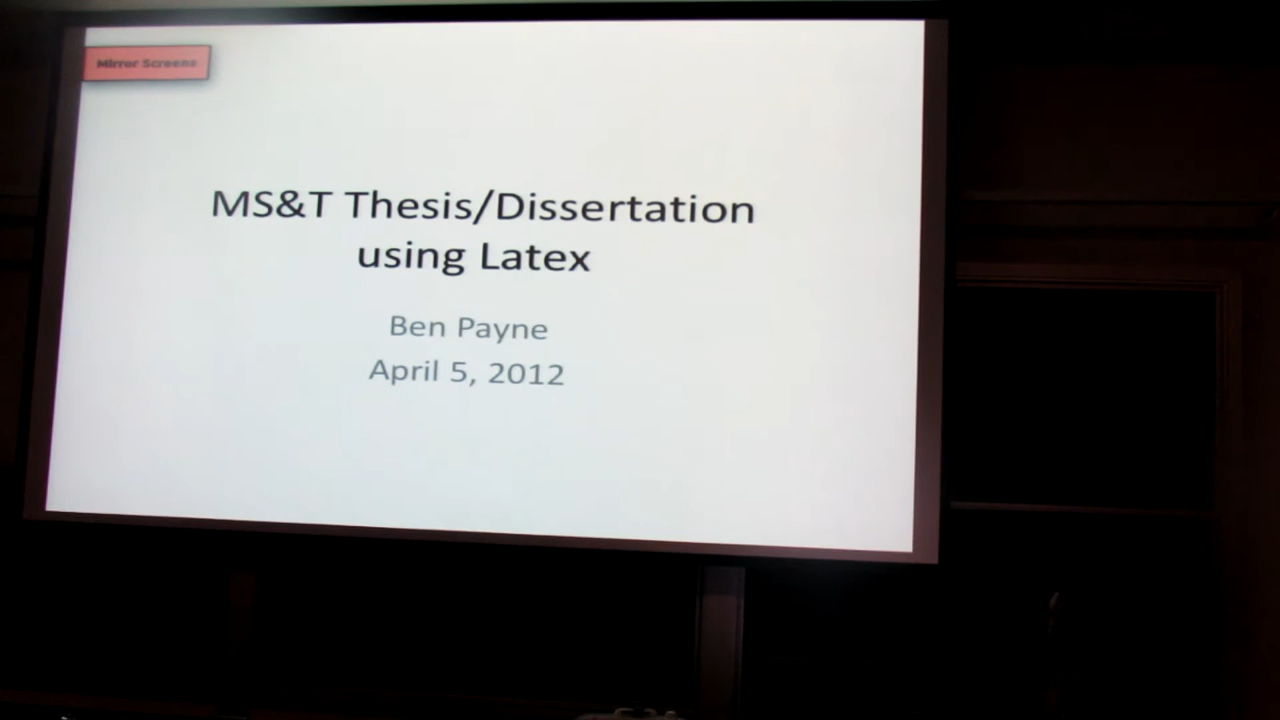 Mirror Screens
MS&T Thesis/Dissertation
using Latex
Ben Payne
April 5, 2012